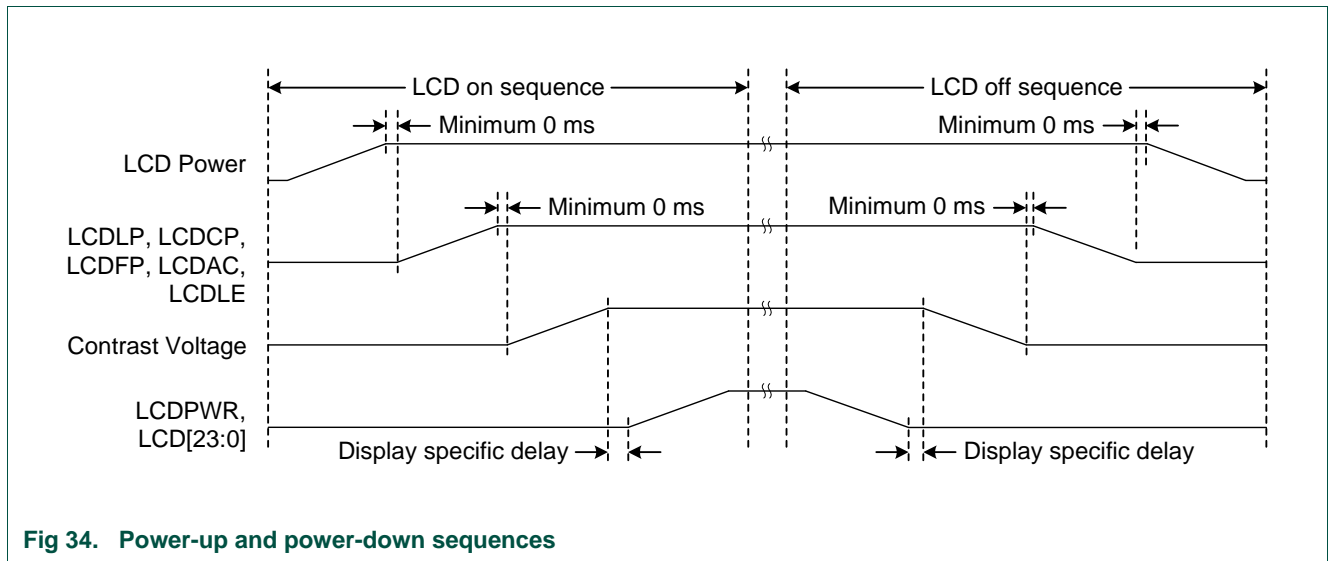 LCD on sequence
LCD off sequence
Minimum 0 ms
Minimum 0 ms
LCD Power
Minimum 0 ms
Minimum 0 ms
LCDLP, LCDCP,
LCDFP, LCDAC,
LCDLE
Contrast Voltage
LCDPWR,
LCD[23:0]
Display specific delay
Display specific delay
Fig 34. Power-up and power-down sequences